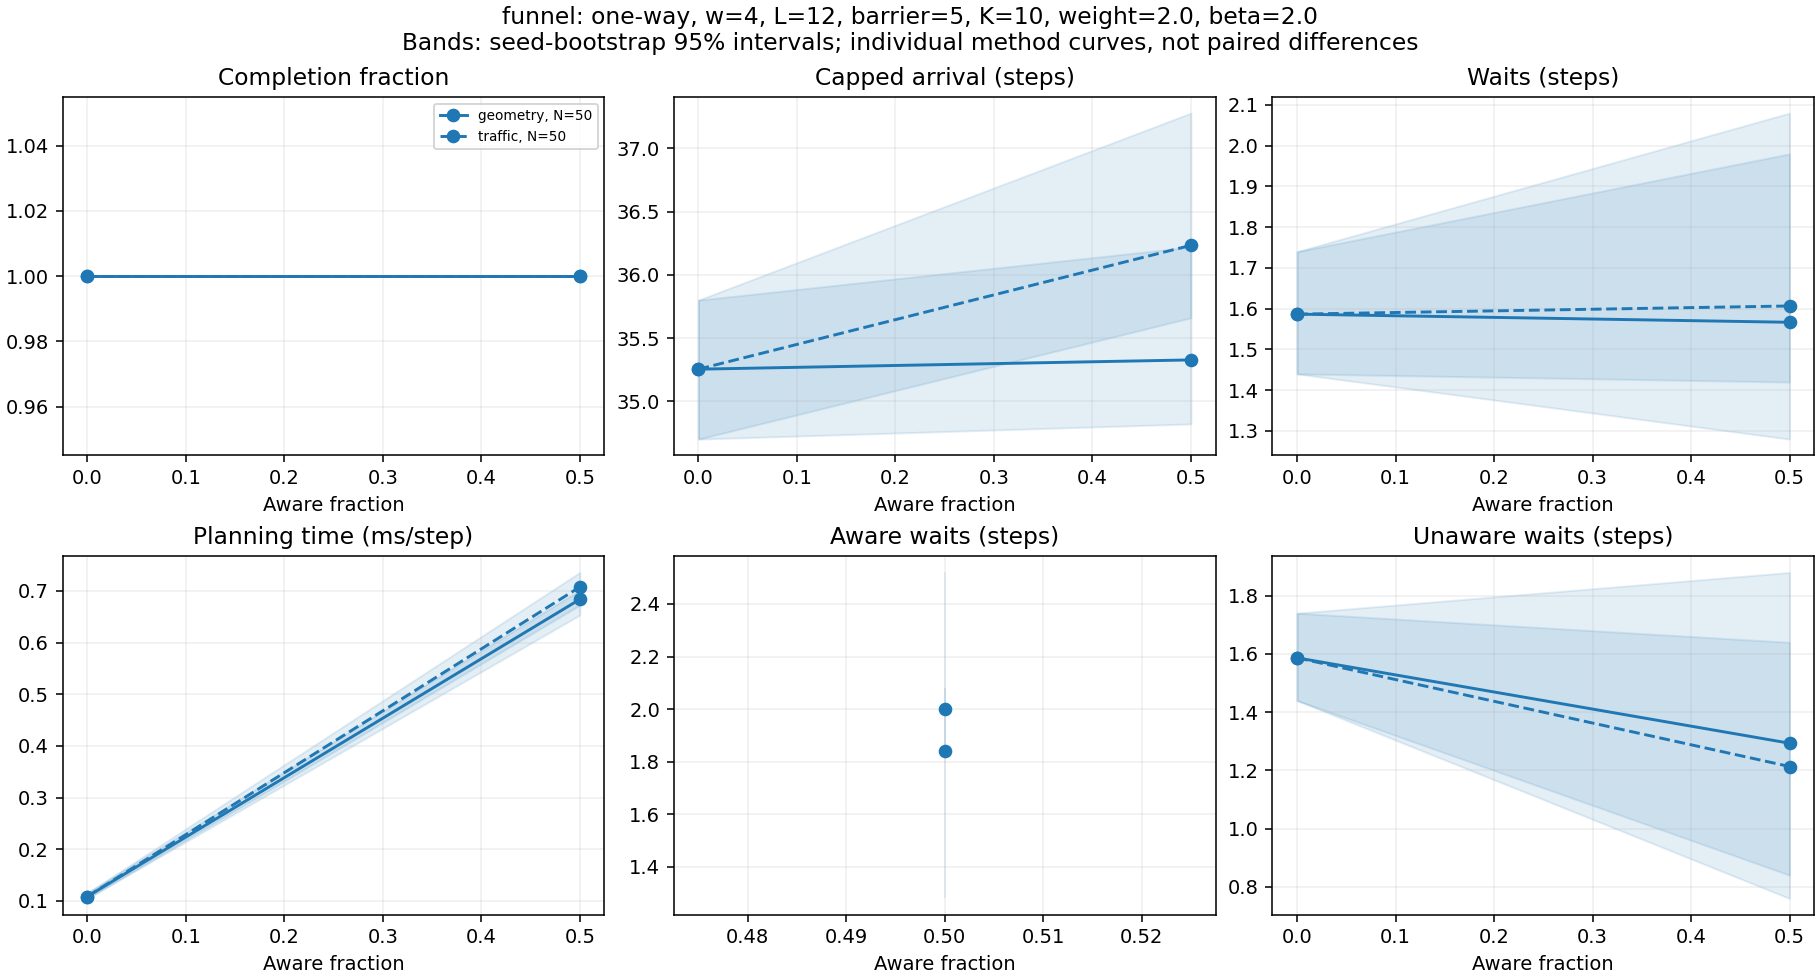 funnel: one-way, w=4, L=12, barrier=5, K=10, weight=2.0, beta=2.0
Bands: seed-bootstrap 95% intervals; individual method curves, not paired differences
Completion fraction
geometry, N=50
traffic, N=50
1.04
1.02
1.00
0.98
0.96
0.0 0.1 0.2 0.3 0.4 0.5
Aware fraction
Capped arrival (steps)
37.0
36.5
36.0
35.5
35.0
0.0 0.1 0.2 0.3 0.4 0.5
Aware fraction
Waits (steps)
2.1
2.0
1.9
1.8
1.7
1.6
1.5
1.4
1.3
0.0 0.1 0.2 0.3 0.4 0.5
Aware fraction
Planning time (ms/step)
0.7
0.6
0.5
0.4
0.3
0.2
0.1
0.0 0.1 0.2 0.3 0.4 0.5
Aware fraction
Aware waits (steps)
2.4
2.2
2.0
1.8
1.6
1.4
0.48 0.49 0.50 0.51 0.52
Aware fraction
Unaware waits (steps)
1.8
1.6
1.4
1.2
1.0
0.8
0.0 0.1 0.2 0.3 0.4 0.5
Aware fraction